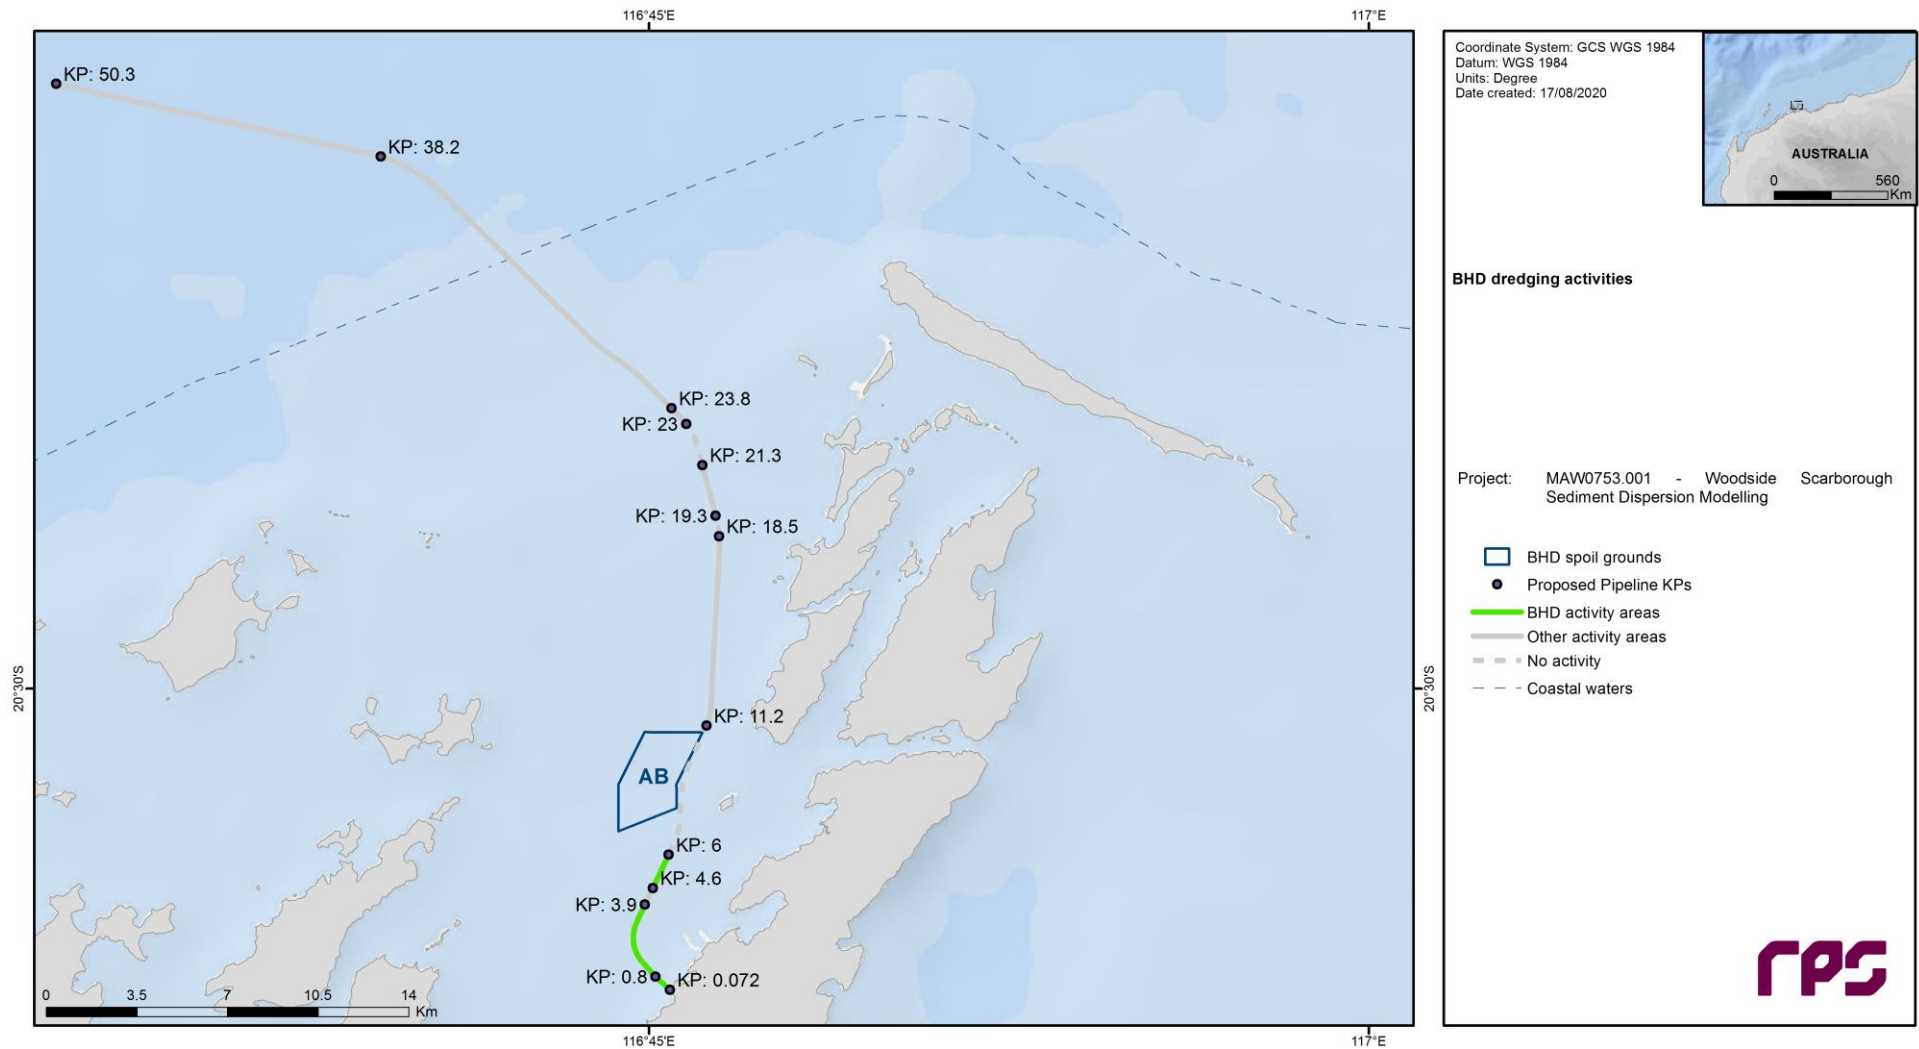 116°45'E
117°E
KP: 50.3
KP: 38.2
KP: 23.8
KP: 23
KP: 21.3
KP: 19.3
KP: 18.5
20°30'S
20°30'S
KP: 11.2
AB
KP: 6
KP: 4.6
KP: 3.9
KP: 0.8
KP: 0.072
0 3.5 7 10.5 14
Km
116°45'E
117°E
Coordinate System: GCS WGS 1984
Datum: WGS 1984
Units: Degree
Date created: 17/08/2020
AUSTRALIA
0 560
Km
BHD dredging activities
Project: MAW0753.001 - Woodside Scarborough
Sediment Dispersion Modelling
BHD spoil grounds
Proposed Pipeline KPs
BHD activity areas
Other activity areas
No activity
Coastal waters
rps